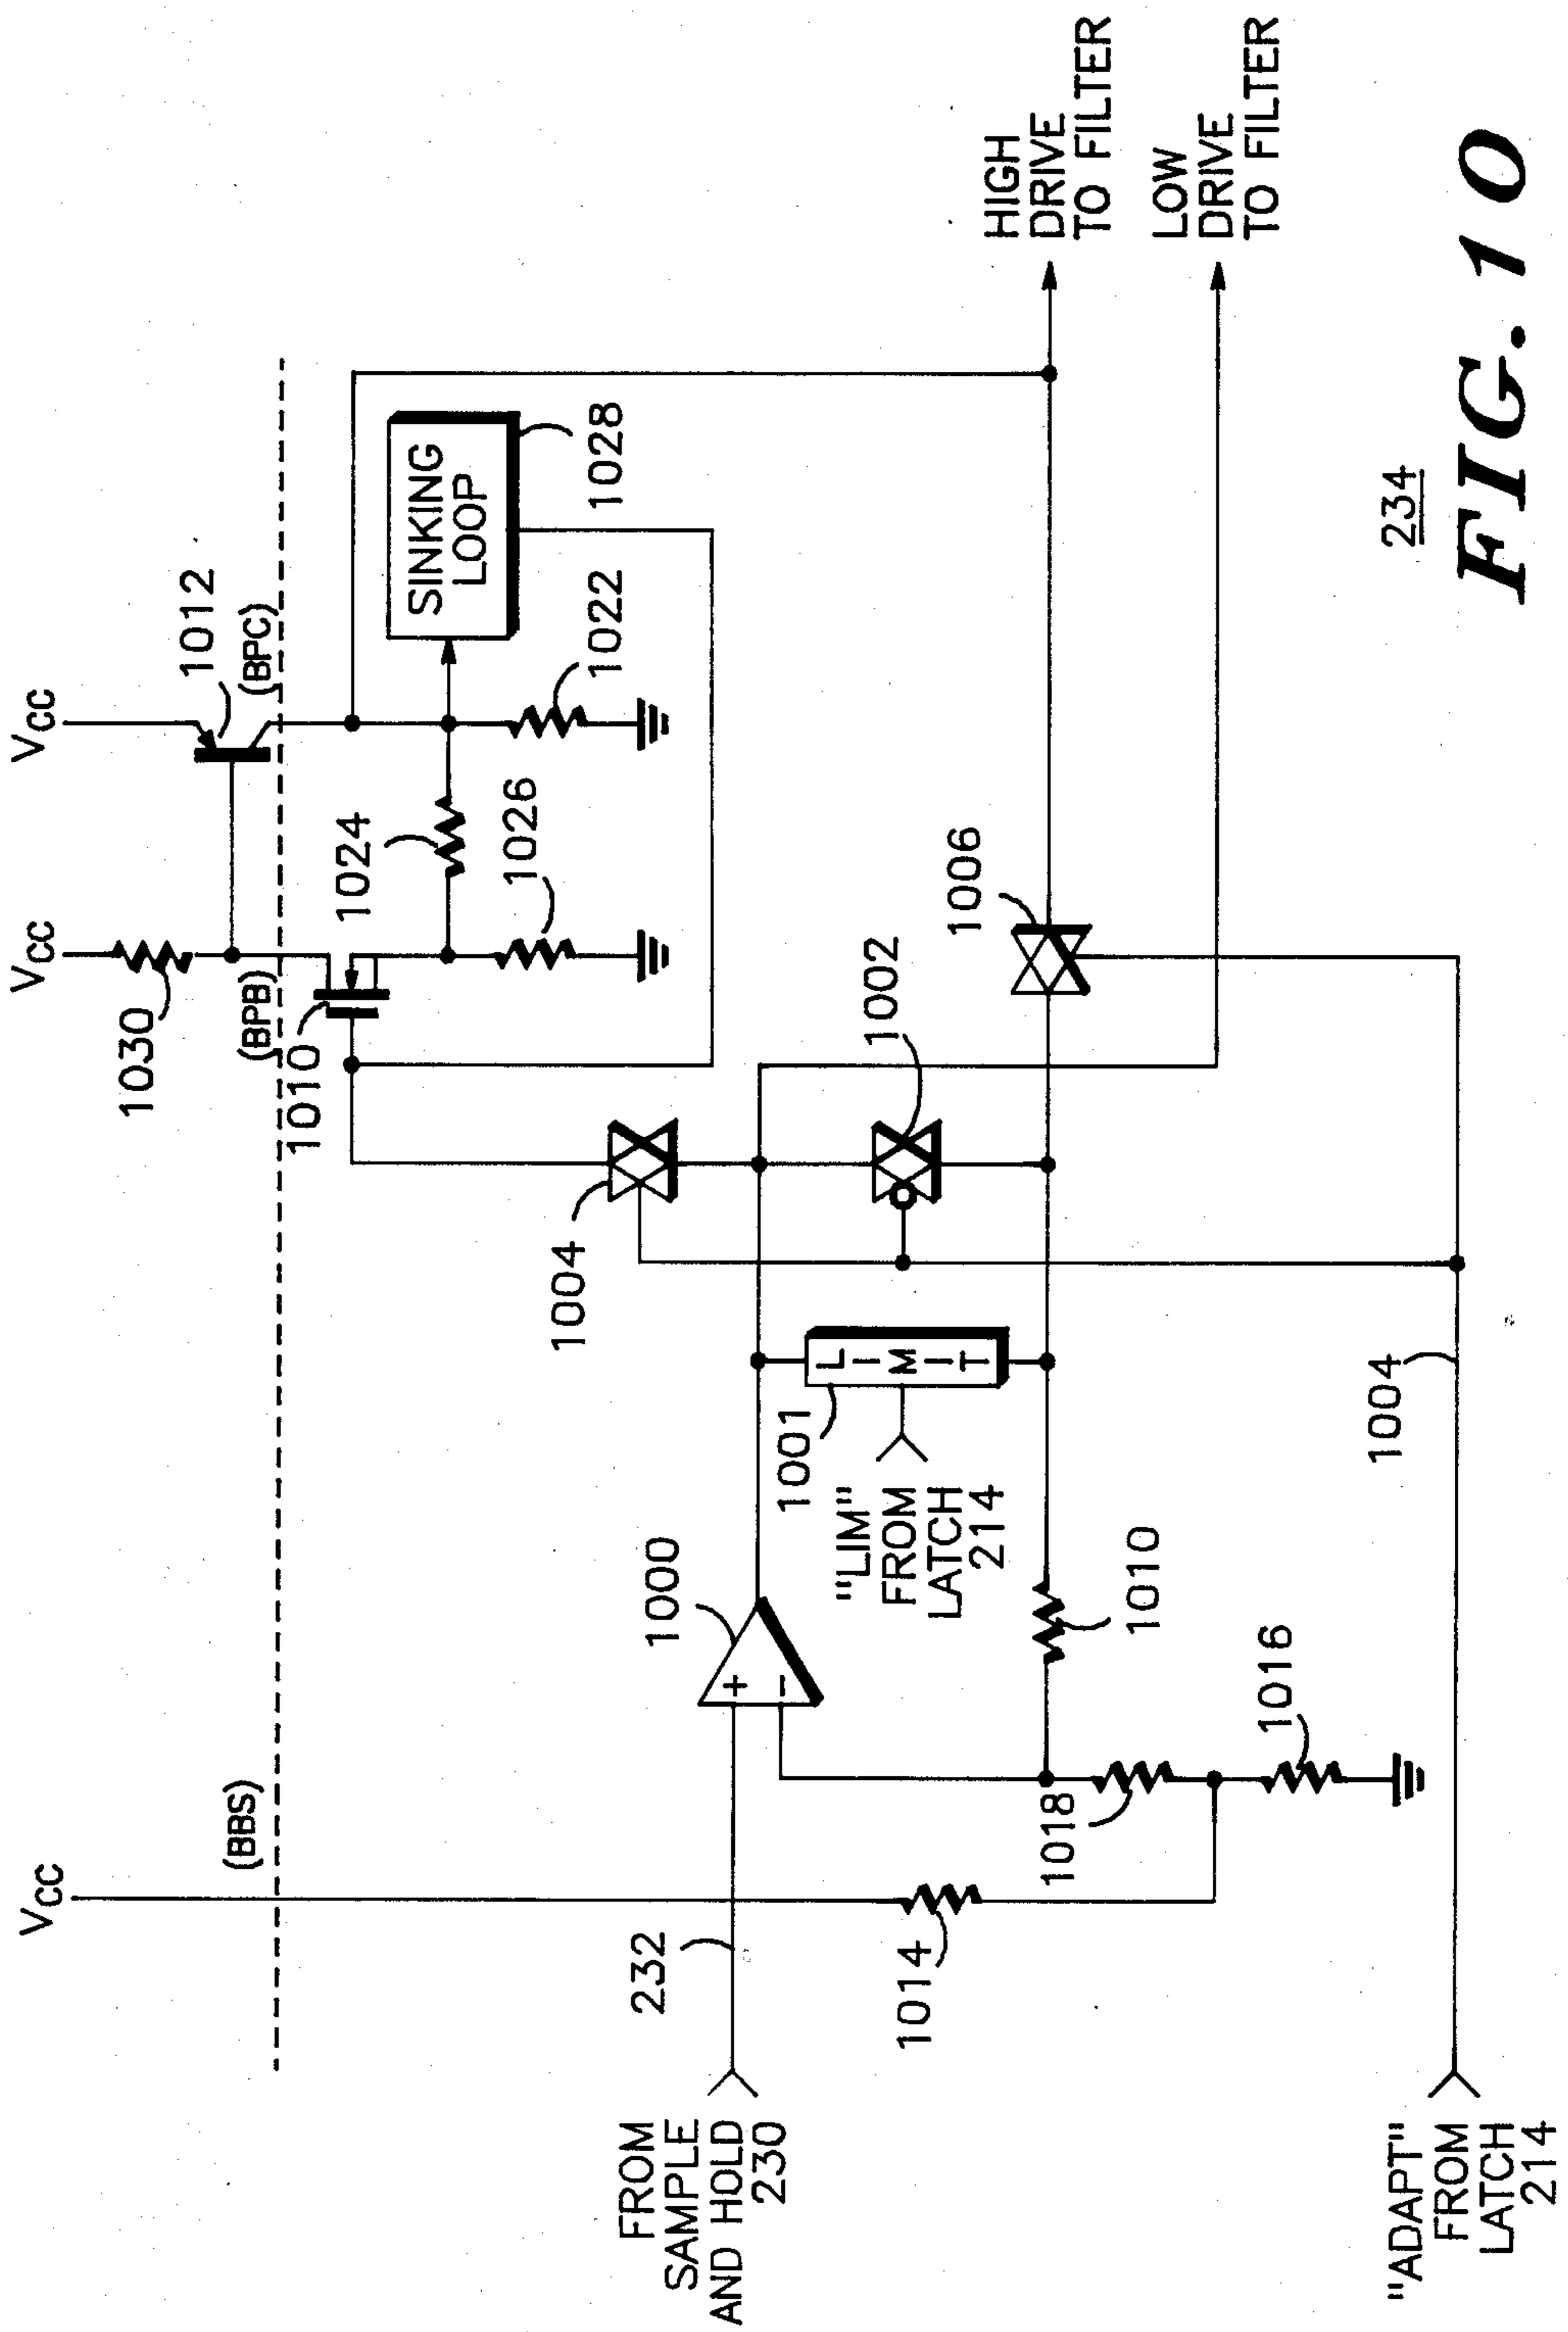 VCC
VCC
VCC
(BBS)
1030
(BPB)
1012
(BPC)
1010
1024
SINKING
LOOP
1026
1022
1028
1004
FROM
SAMPLE
AND HOLD
230
232
1000
+
−
1014
1001
LIMIT
"LIM"
FROM
LATCH
214
1002
1006
HIGH
DRIVE
TO FILTER
1018
1010
LOW
DRIVE
TO FILTER
1016
"ADAPT"
FROM
LATCH
214
1004
234
FIG. 10